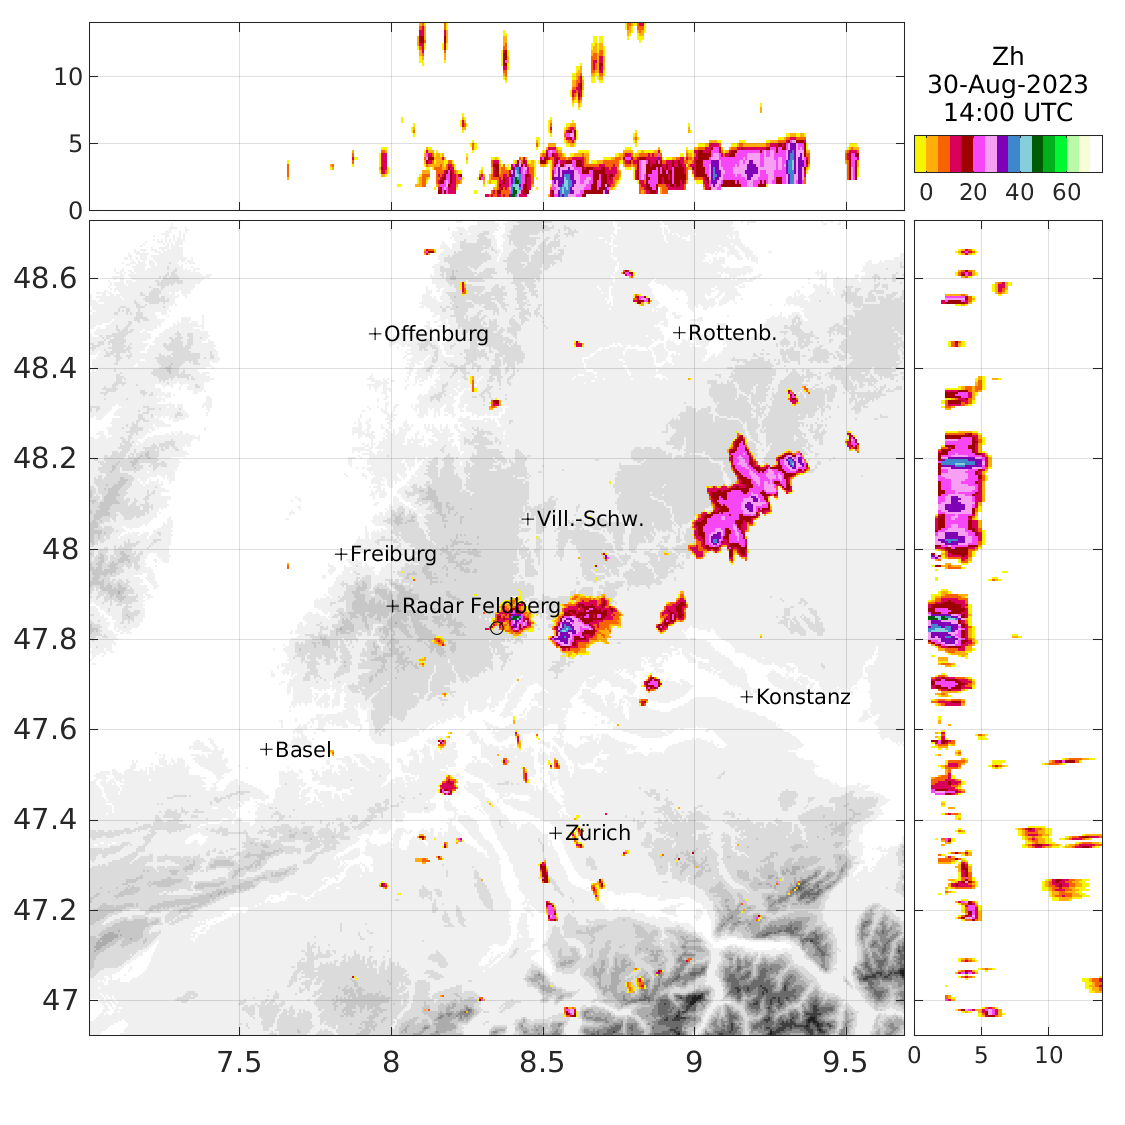 10
5
0
Zh
30-Aug-2023
14:00 UTC
0 20 40 60
48.6
48.4
48.2
48
47.8
47.6
47.4
47.2
47
+Offenburg
+Rottenb.
+Vill.-Schw.
+Freiburg
+Radar Feldberg
+Konstanz
+Basel
+Zürich
7.5 8 8.5 9 9.5
0 5 10